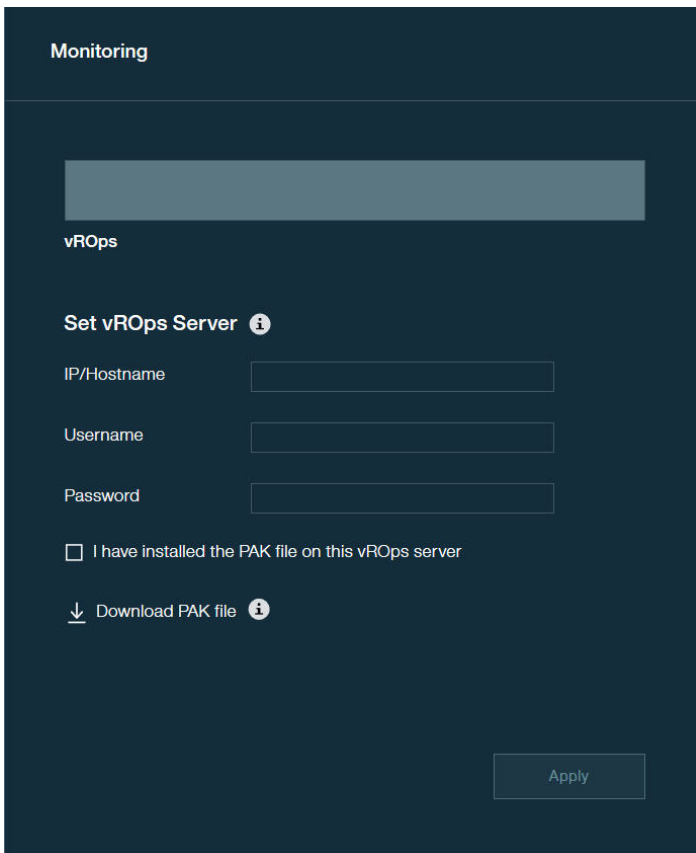 Monitoring
vROps
Set vROps Server
IP/Hostname
Username
Password
I have installed the PAK file on this vROps server
Download PAK file
Apply